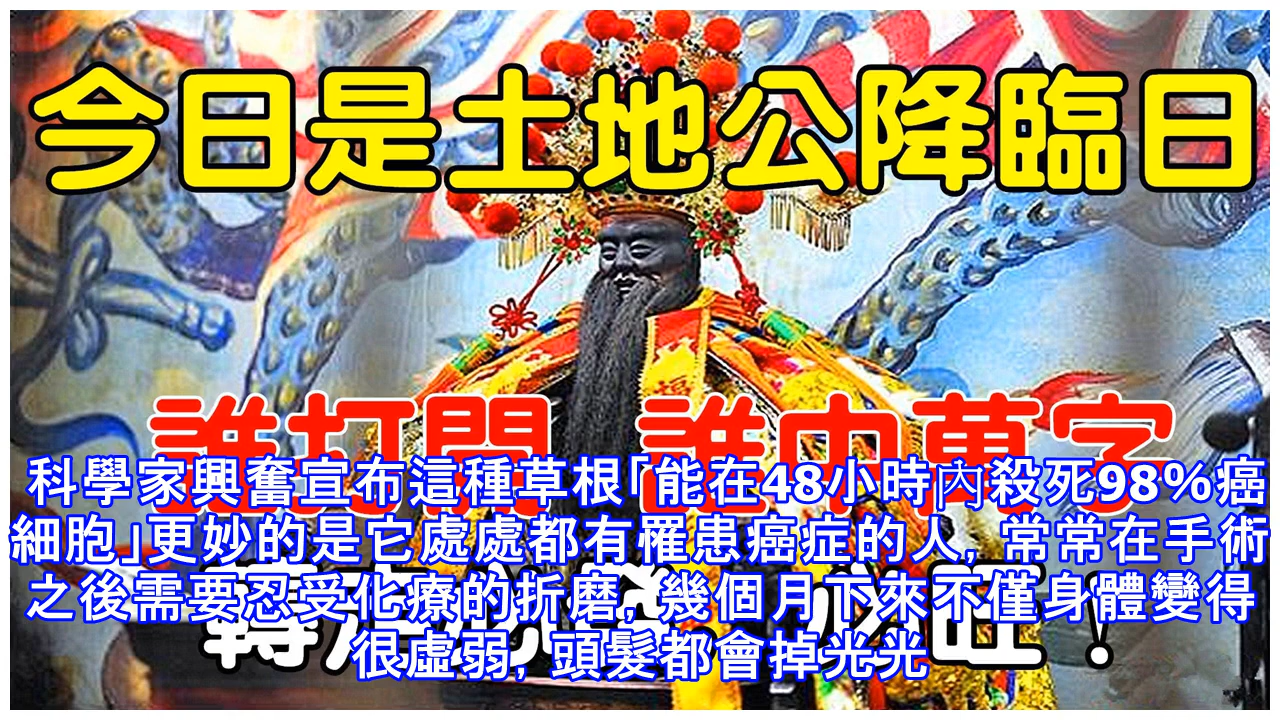 今日是土地公降臨日
誰打開 誰中萬字
科學家興奮宣布這種草根「能在48小時內殺死98%癌
細胞」更妙的是它處處都有罹患癌症的人, 常常在手術
之後需要忍受化療的折磨, 幾個月下來不僅身體變得
很虛弱, 頭髮都會掉光光
轉 旺！